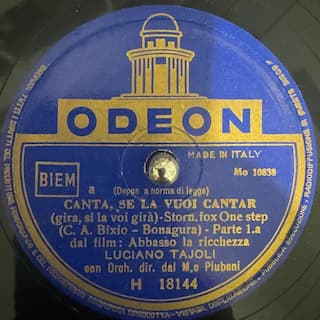 ODEON
MADE IN ITALY
BIEM
a
(Depos. a norma di legge)
Mo 10838
CANTA, SE LA VUOI CANTAR
(gira, si la voi girà)-Storn.fox One step
(C. A. Bixio - Bonagura) - Parte 1.a
dal film: Abbasso la ricchezza
LUCIANO TAJOLI
con Orch. dir. dal M.o Piubeni
H 18144